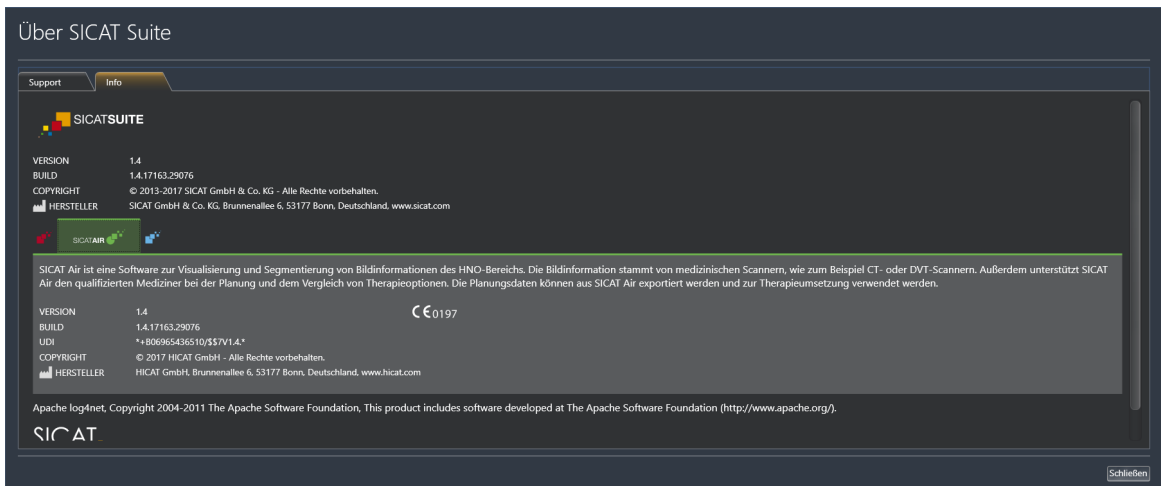 Über SICAT Suite
Support Info
SICATSUITE
VERSION 1.4
BUILD 1.4.17163.29076
COPYRIGHT © 2013-2017 SICAT GmbH & Co. KG - Alle Rechte vorbehalten.
HERSTELLER SICAT GmbH & Co. KG, Brunnenallee 6, 53177 Bonn, Deutschland, www.sicat.com
SICATAIR
SICAT Air ist eine Software zur Visualisierung und Segmentierung von Bildinformationen des HNO-Bereichs. Die Bildinformation stammt von medizinischen Scannern, wie zum Beispiel CT- oder DVT-Scannern. Außerdem unterstützt SICAT
Air den qualifizierten Mediziner bei der Planung und dem Vergleich von Therapieoptionen. Die Planungsdaten können aus SICAT Air exportiert werden und zur Therapieumsetzung verwendet werden.
VERSION 1.4 CE0197
BUILD 1.4.17163.29076
UDI *+B06965436510/$$7V1.4.*
COPYRIGHT © 2017 HICAT GmbH - Alle Rechte vorbehalten.
HERSTELLER HICAT GmbH, Brunnenallee 6, 53177 Bonn, Deutschland, www.hicat.com
Apache log4net, Copyright 2004-2011 The Apache Software Foundation, This product includes software developed at The Apache Software Foundation (http://www.apache.org/).
SICAT_
Schließen